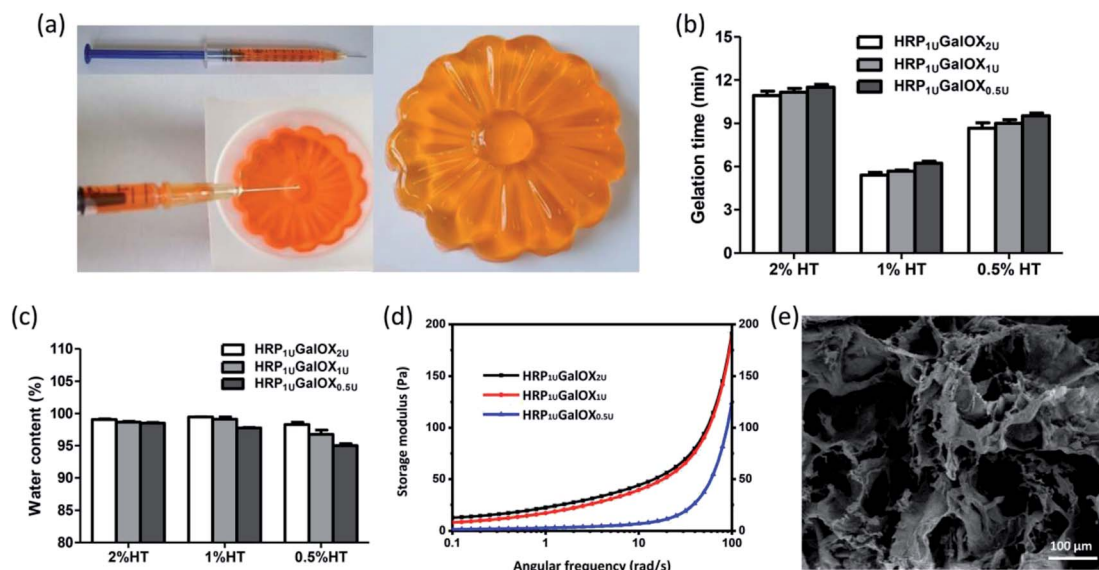 (a)
(b)
HRP1UGalOX2U
HRP1UGalOX1U
HRP1UGalOX0.5U
Gelation time (min)
15
12
9
6
3
0
2% HT
1% HT
0.5% HT
(c)
HRP1UGalOX2U
HRP1UGalOX1U
HRP1UGalOX0.5U
Water content (%)
110
105
100
95
90
85
80
2%HT
1%HT
0.5%HT
(d)
HRP1UGalOX2U
HRP1UGalOX1U
HRP1UGalOX0.5U
Storage modulus (Pa)
200
150
100
50
0
200
150
100
50
0
0.1
1
10
100
Angular frequency (rad/s)
(e)
100 μm